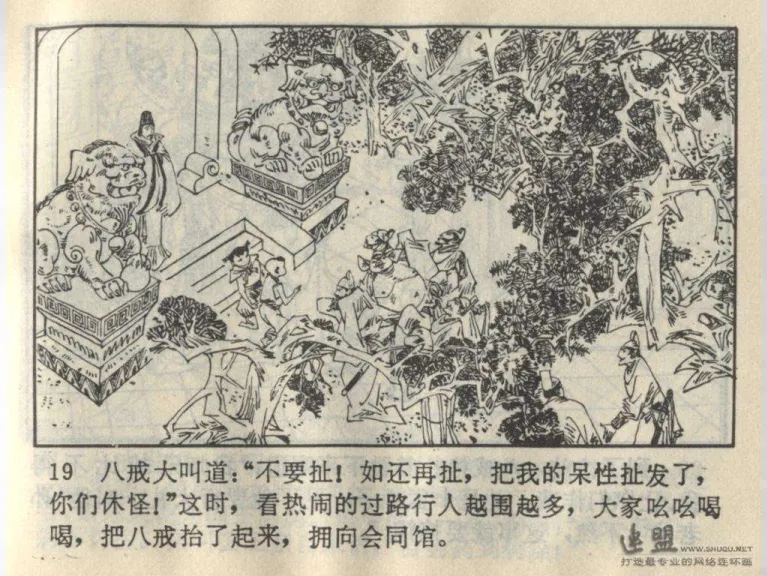 19 八戒大叫道：“不要扯！如还再扯，把我的呆性扯发了，
你们休怪！”这时，看热闹的过路行人越围越多，大家吆吆喝
喝，把八戒抬了起来，拥向会同馆。
连盟 WWW.SHUQU.NET
打造最专业的网络连环画